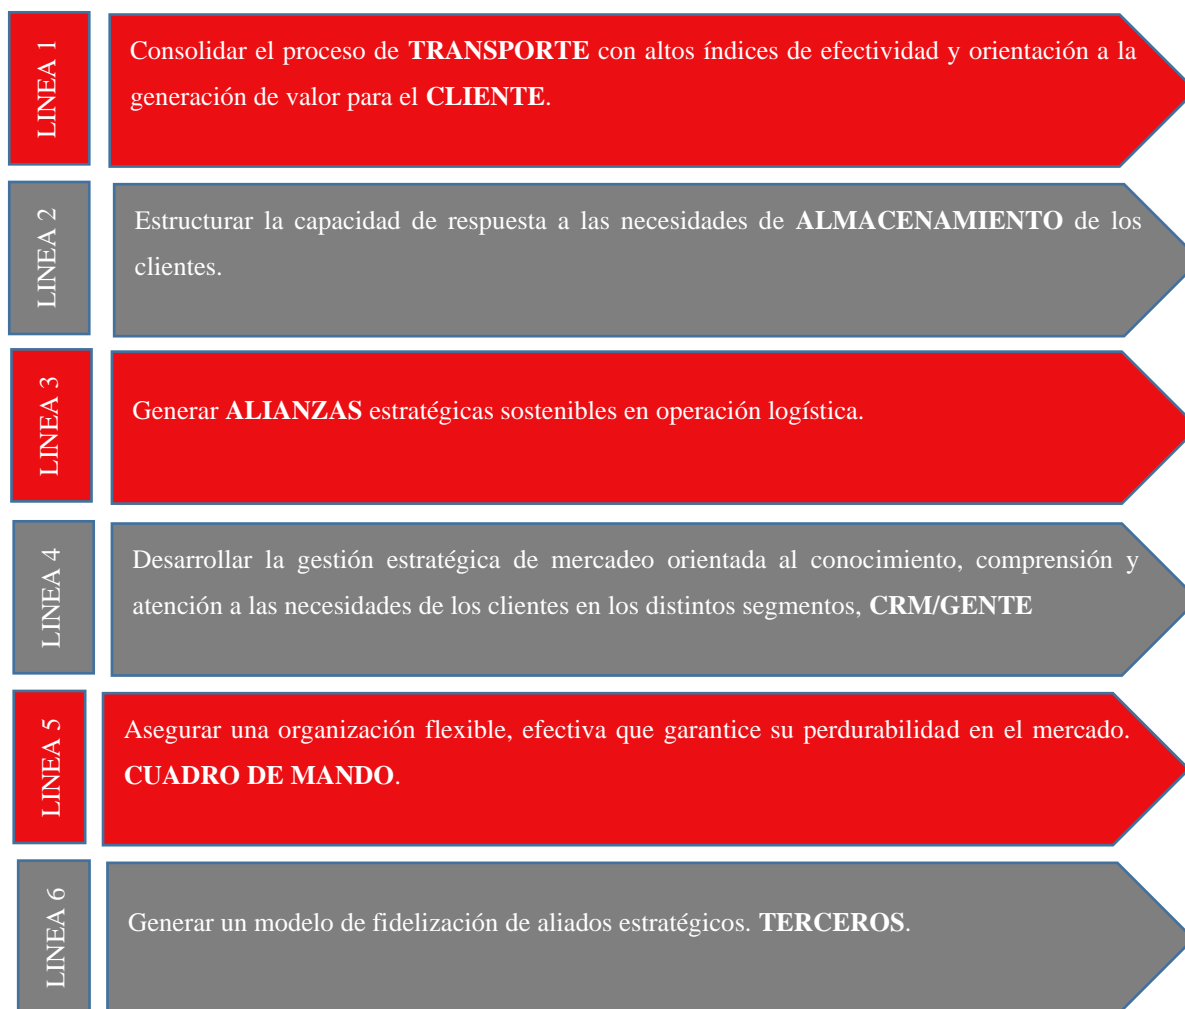 LINEA 1
Consolidar el proceso de TRANSPORTE con altos índices de efectividad y orientación a la
generación de valor para el CLIENTE.
LINEA 2
Estructurar la capacidad de respuesta a las necesidades de ALMACENAMIENTO de los
clientes.
LINEA 3
Generar ALIANZAS estratégicas sostenibles en operación logística.
LINEA 4
Desarrollar la gestión estratégica de mercadeo orientada al conocimiento, comprensión y
atención a las necesidades de los clientes en los distintos segmentos, CRM/GENTE
LINEA 5
Asegurar una organización flexible, efectiva que garantice su perdurabilidad en el mercado.
CUADRO DE MANDO.
LINEA 6
Generar un modelo de fidelización de aliados estratégicos. TERCEROS.